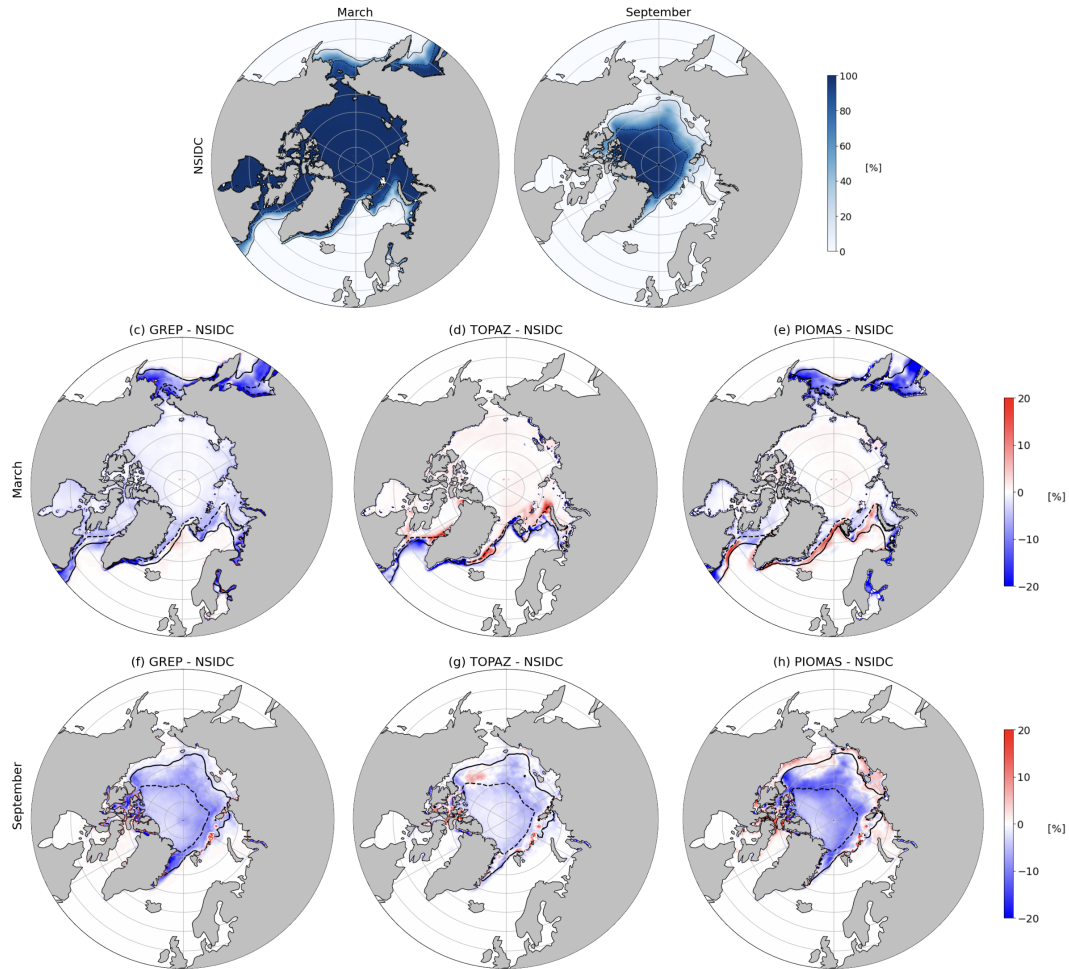 March
September
NSIDC
100
80
60
40
20
0
[%]
(c) GREP - NSIDC
(d) TOPAZ - NSIDC
(e) PIOMAS - NSIDC
March
20
10
0
−10
−20
[%]
(f) GREP - NSIDC
(g) TOPAZ - NSIDC
(h) PIOMAS - NSIDC
September
20
10
0
−10
−20
[%]